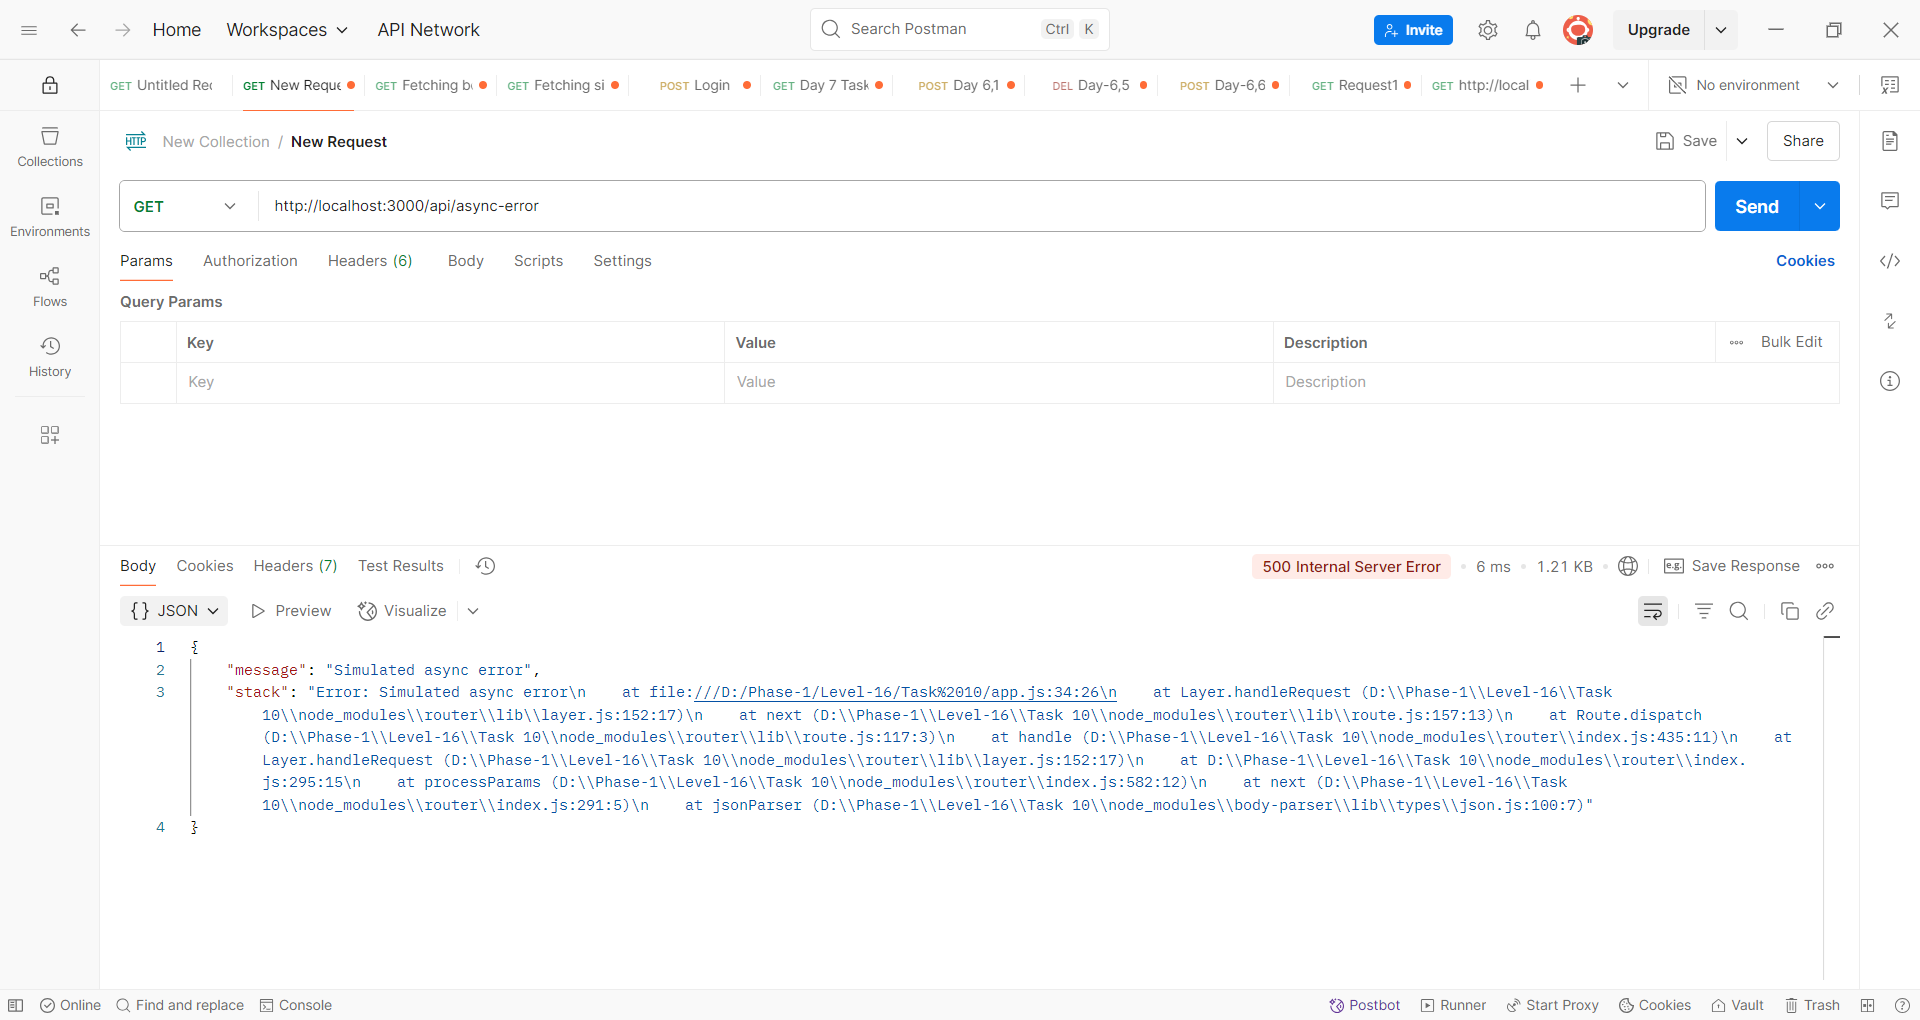 Home Workspaces API Network Search Postman Ctrl K Invite Upgrade
GET Untitled Rec GET New Reque GET Fetching b GET Fetching si POST Login GET Day 7 Task POST Day 6,1 DEL Day-6,5 POST Day-6,6 GET Request1 GET http://local No environment
HTTP New Collection / New Request Save Share
Collections
Environments
Flows
History
GET http://localhost:3000/api/async-error Send
Params Authorization Headers (6) Body Scripts Settings Cookies
Query Params
Key Value Description Bulk Edit
Key Value Description
Body Cookies Headers (7) Test Results 500 Internal Server Error 6 ms 1.21 KB e.g. Save Response
{} JSON Preview Visualize
1 {
2 "message": "Simulated async error",
3 "stack": "Error: Simulated async error\n    at file:///D:/Phase-1/Level-16/Task%2010/app.js:34:26\n    at Layer.handleRequest (D:\\Phase-1\\Level-16\\Task
10\\node_modules\\router\\lib\\layer.js:152:17)\n    at next (D:\\Phase-1\\Level-16\\Task 10\\node_modules\\router\\lib\\route.js:157:13)\n    at Route.dispatch
(D:\\Phase-1\\Level-16\\Task 10\\node_modules\\router\\lib\\route.js:117:3)\n    at handle (D:\\Phase-1\\Level-16\\Task 10\\node_modules\\router\\index.js:435:11)\n    at
Layer.handleRequest (D:\\Phase-1\\Level-16\\Task 10\\node_modules\\router\\lib\\layer.js:152:17)\n    at D:\\Phase-1\\Level-16\\Task 10\\node_modules\\router\\index.
js:295:15\n    at processParams (D:\\Phase-1\\Level-16\\Task 10\\node_modules\\router\\index.js:582:12)\n    at next (D:\\Phase-1\\Level-16\\Task
10\\node_modules\\router\\index.js:291:5)\n    at jsonParser (D:\\Phase-1\\Level-16\\Task 10\\node_modules\\body-parser\\lib\\types\\json.js:100:7)"
4 }
Online Find and replace Console Postbot Runner Start Proxy Cookies Vault Trash